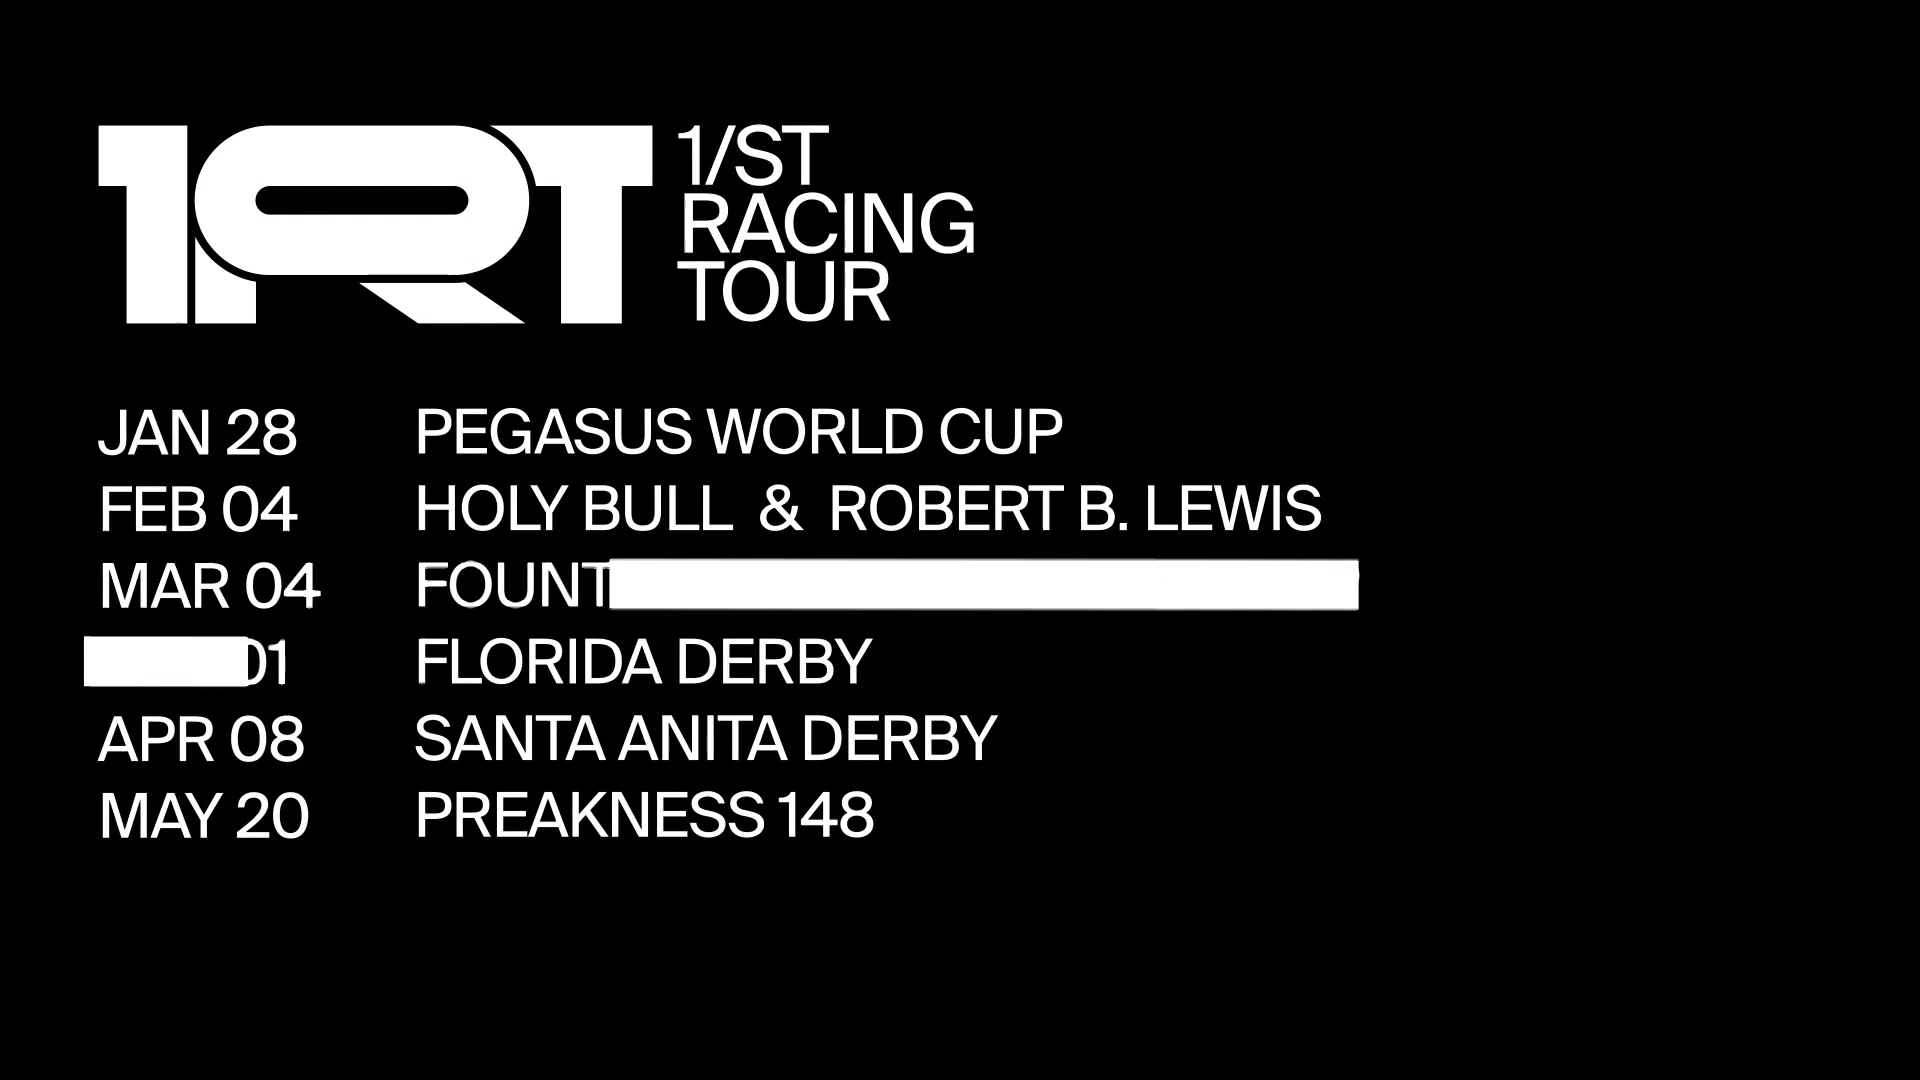 1RT
1/ST
RACING
TOUR
JAN 28 PEGASUS WORLD CUP
FEB 04 HOLY BULL & ROBERT B. LEWIS
MAR 04
01 FLORIDA DERBY
APR 08 SANTA ANITA DERBY
MAY 20 PREAKNESS 148